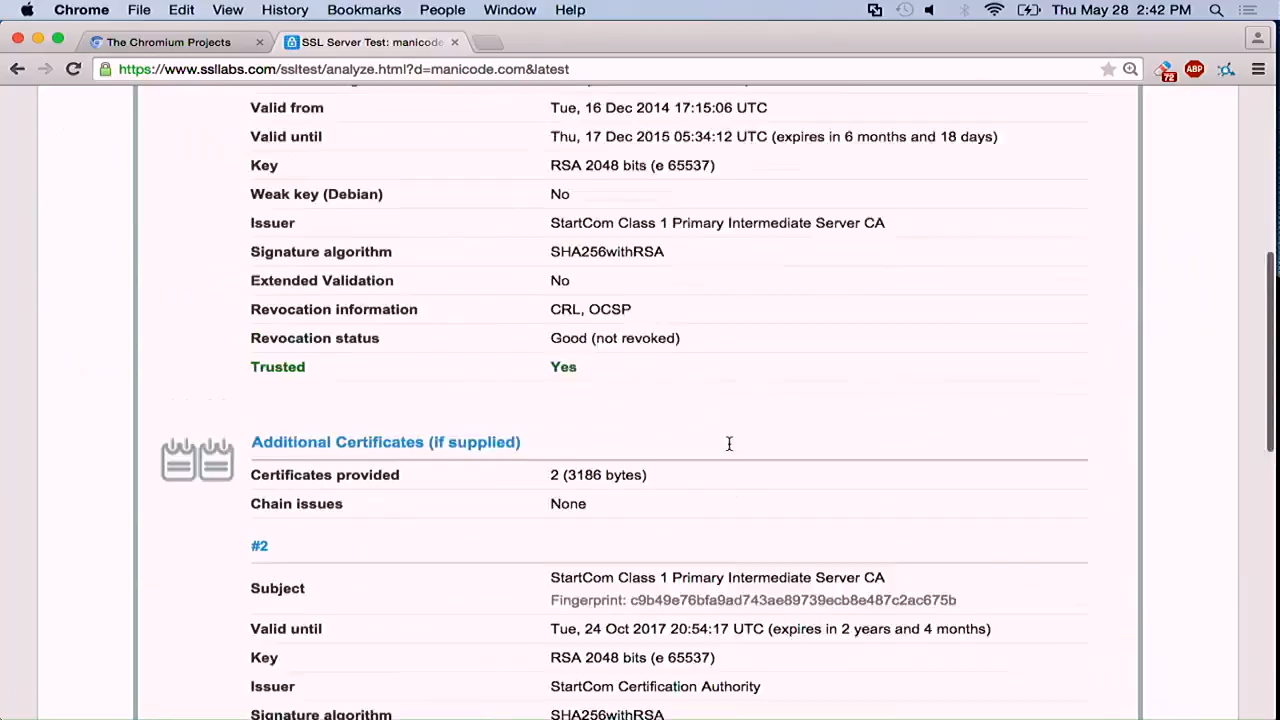 Chrome File Edit View History Bookmarks People Window Help Thu May 28 2:42 PM
The Chromium Projects SSL Server Test: manicode
https://www.ssllabs.com/ssltest/analyze.html?d=manicode.com&latest 72 ABP
Valid from Tue, 16 Dec 2014 17:15:06 UTC
Valid until Thu, 17 Dec 2015 05:34:12 UTC (expires in 6 months and 18 days)
Key RSA 2048 bits (e 65537)
Weak key (Debian) No
Issuer StartCom Class 1 Primary Intermediate Server CA
Signature algorithm SHA256withRSA
Extended Validation No
Revocation information CRL, OCSP
Revocation status Good (not revoked)
Trusted Yes
Additional Certificates (if supplied)
Certificates provided 2 (3186 bytes)
Chain issues None
#2
Subject StartCom Class 1 Primary Intermediate Server CA
Fingerprint: c9b49e76bfa9ad743ae89739ecb8e487c2ac675b
Valid until Tue, 24 Oct 2017 20:54:17 UTC (expires in 2 years and 4 months)
Key RSA 2048 bits (e 65537)
Issuer StartCom Certification Authority
Signature algorithm SHA256withRSA